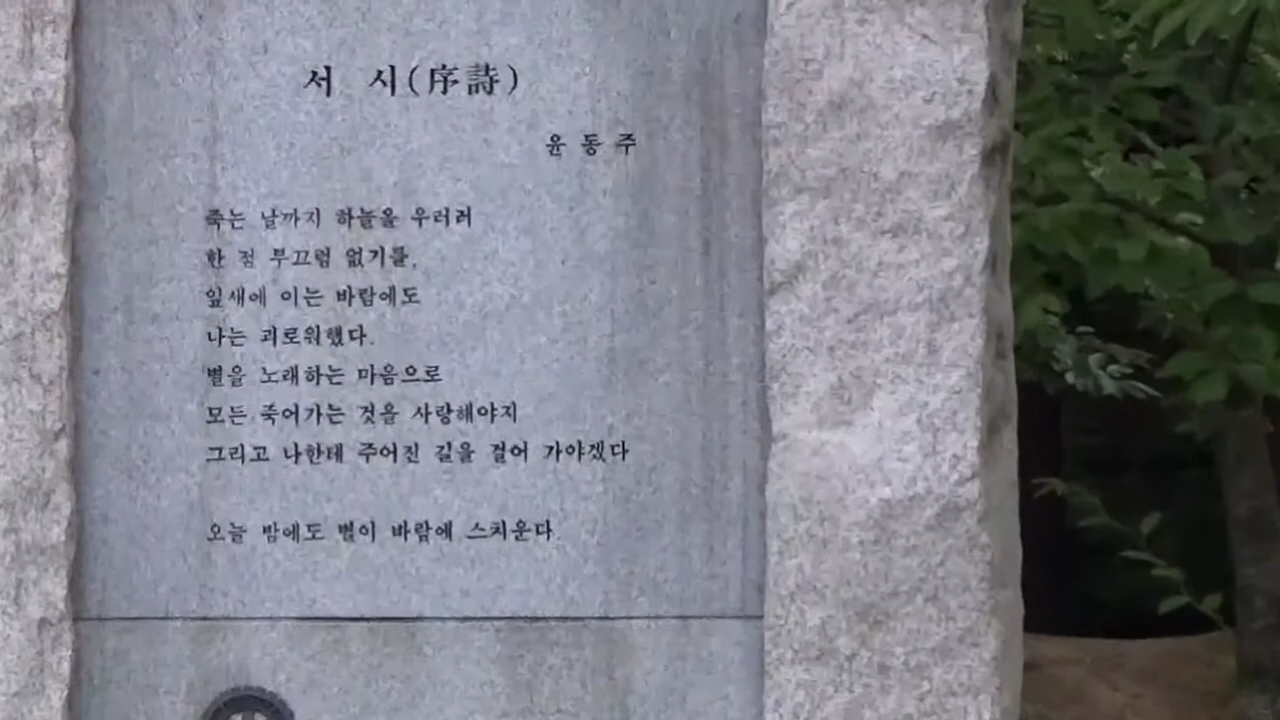 서 시(序詩)
윤동주
죽는 날까지 하늘을 우러러
한 점 부끄럼 없기를,
잎새에 이는 바람에도
나는 괴로워했다.
별을 노래하는 마음으로
모든 죽어가는 것을 사랑해야지
그리고 나한테 주어진 길을 걸어 가야겠다
오늘 밤에도 별이 바람에 스치운다